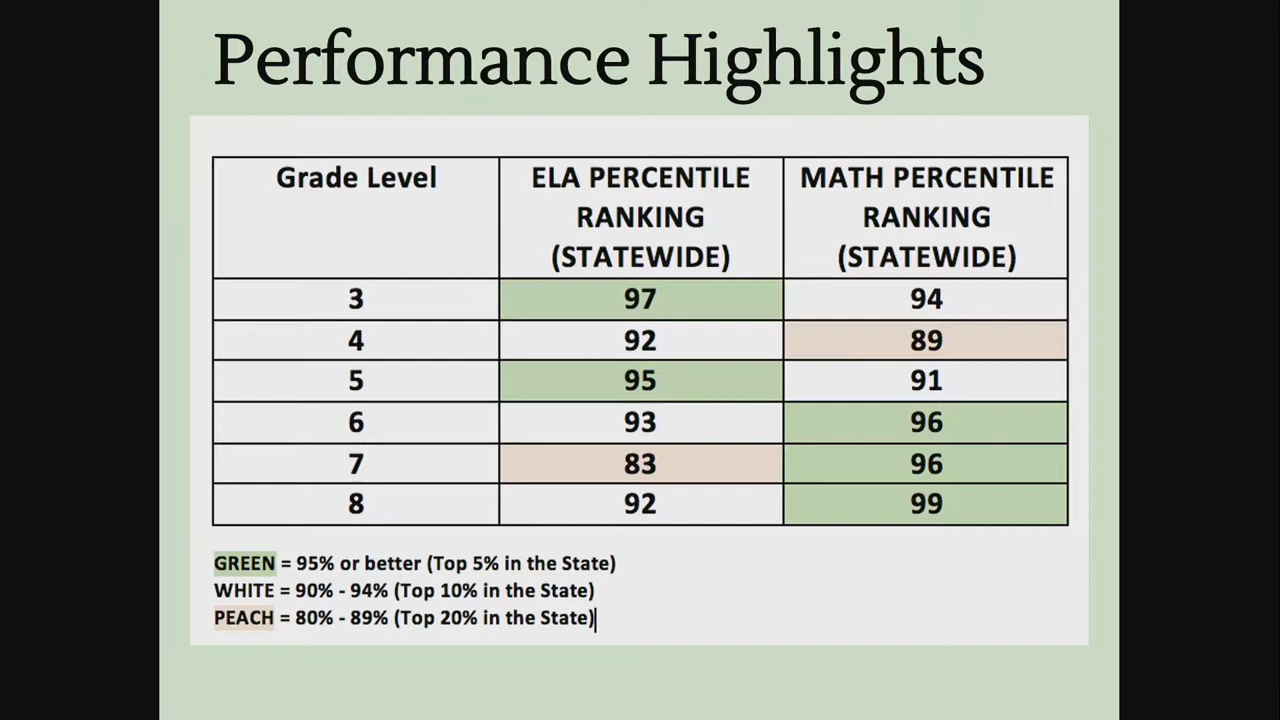 Performance Highlights
Grade Level ELA PERCENTILE RANKING (STATEWIDE) MATH PERCENTILE RANKING (STATEWIDE)
3 97 94
4 92 89
5 95 91
6 93 96
7 83 96
8 92 99
GREEN = 95% or better (Top 5% in the State)
WHITE = 90% - 94% (Top 10% in the State)
PEACH = 80% - 89% (Top 20% in the State)